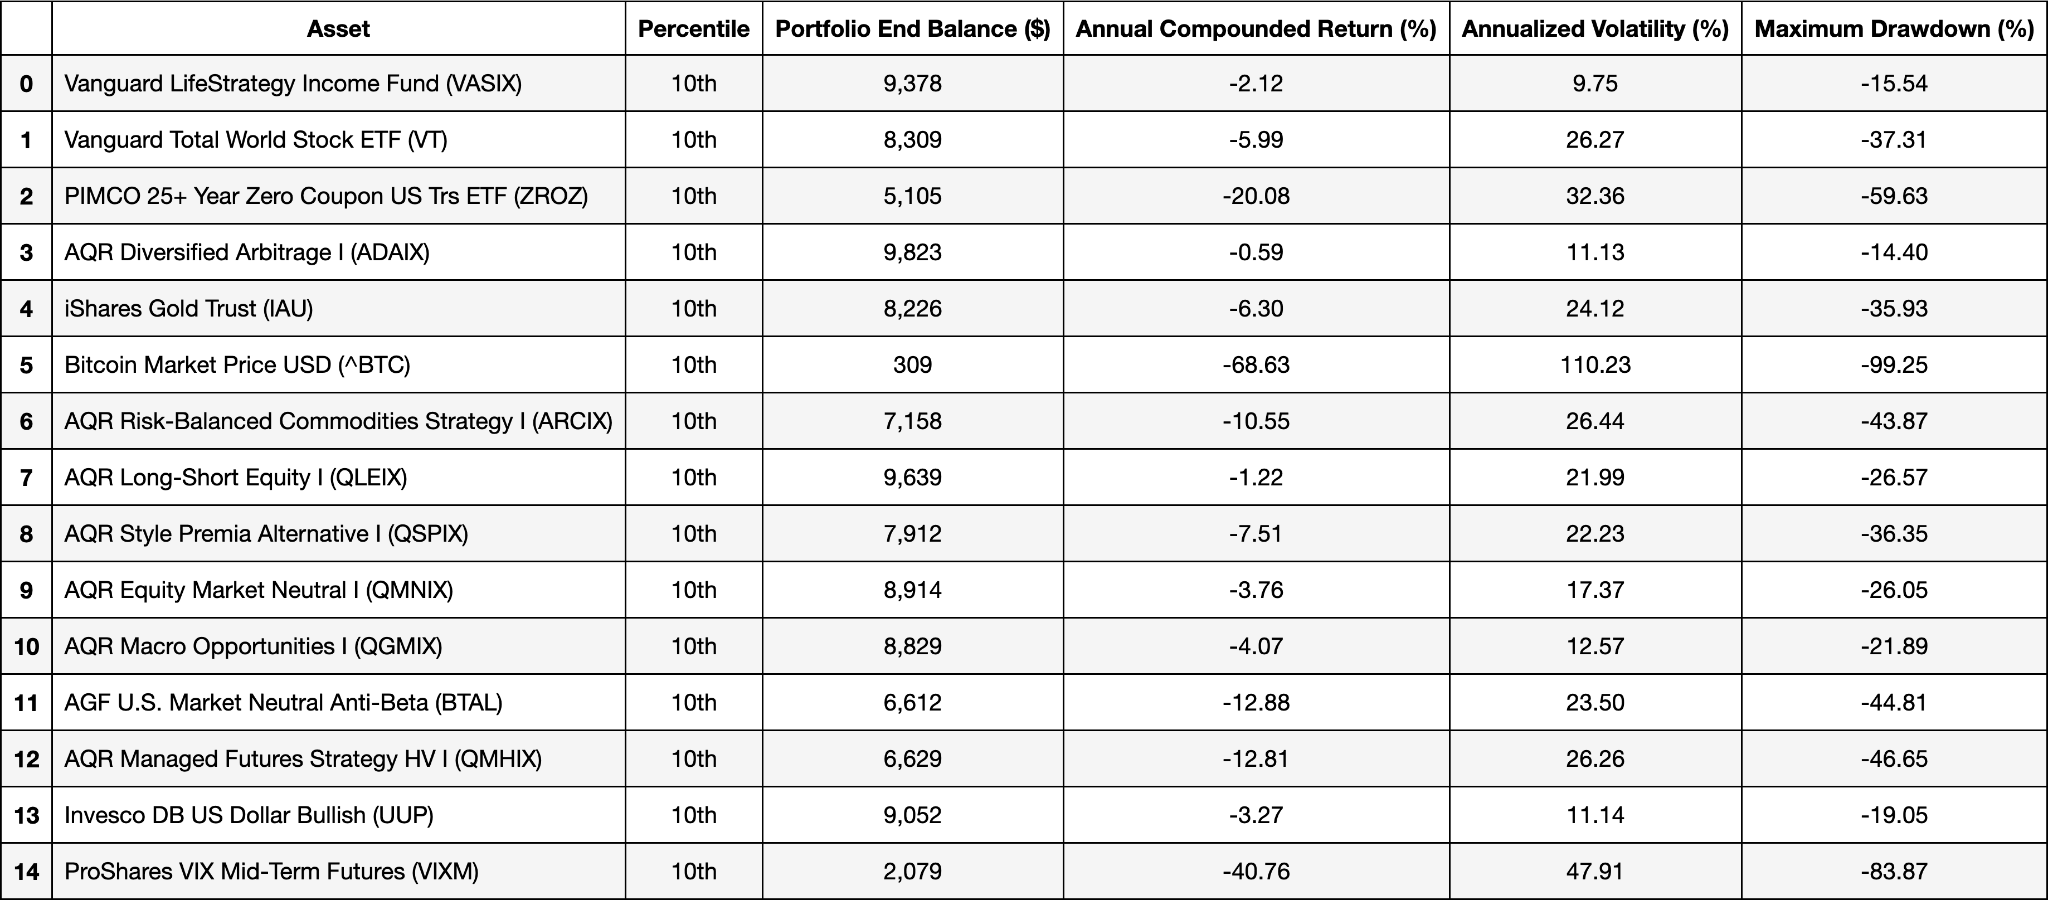 Asset Percentile Portfolio End Balance ($) Annual Compounded Return (%) Annualized Volatility (%) Maximum Drawdown (%)
0 Vanguard LifeStrategy Income Fund (VASIX) 10th 9,378 -2.12 9.75 -15.54
1 Vanguard Total World Stock ETF (VT) 10th 8,309 -5.99 26.27 -37.31
2 PIMCO 25+ Year Zero Coupon US Trs ETF (ZROZ) 10th 5,105 -20.08 32.36 -59.63
3 AQR Diversified Arbitrage I (ADAIX) 10th 9,823 -0.59 11.13 -14.40
4 iShares Gold Trust (IAU) 10th 8,226 -6.30 24.12 -35.93
5 Bitcoin Market Price USD (^BTC) 10th 309 -68.63 110.23 -99.25
6 AQR Risk-Balanced Commodities Strategy I (ARCIX) 10th 7,158 -10.55 26.44 -43.87
7 AQR Long-Short Equity I (QLEIX) 10th 9,639 -1.22 21.99 -26.57
8 AQR Style Premia Alternative I (QSPIX) 10th 7,912 -7.51 22.23 -36.35
9 AQR Equity Market Neutral I (QMNIX) 10th 8,914 -3.76 17.37 -26.05
10 AQR Macro Opportunities I (QGMIX) 10th 8,829 -4.07 12.57 -21.89
11 AGF U.S. Market Neutral Anti-Beta (BTAL) 10th 6,612 -12.88 23.50 -44.81
12 AQR Managed Futures Strategy HV I (QMHIX) 10th 6,629 -12.81 26.26 -46.65
13 Invesco DB US Dollar Bullish (UUP) 10th 9,052 -3.27 11.14 -19.05
14 ProShares VIX Mid-Term Futures (VIXM) 10th 2,079 -40.76 47.91 -83.87